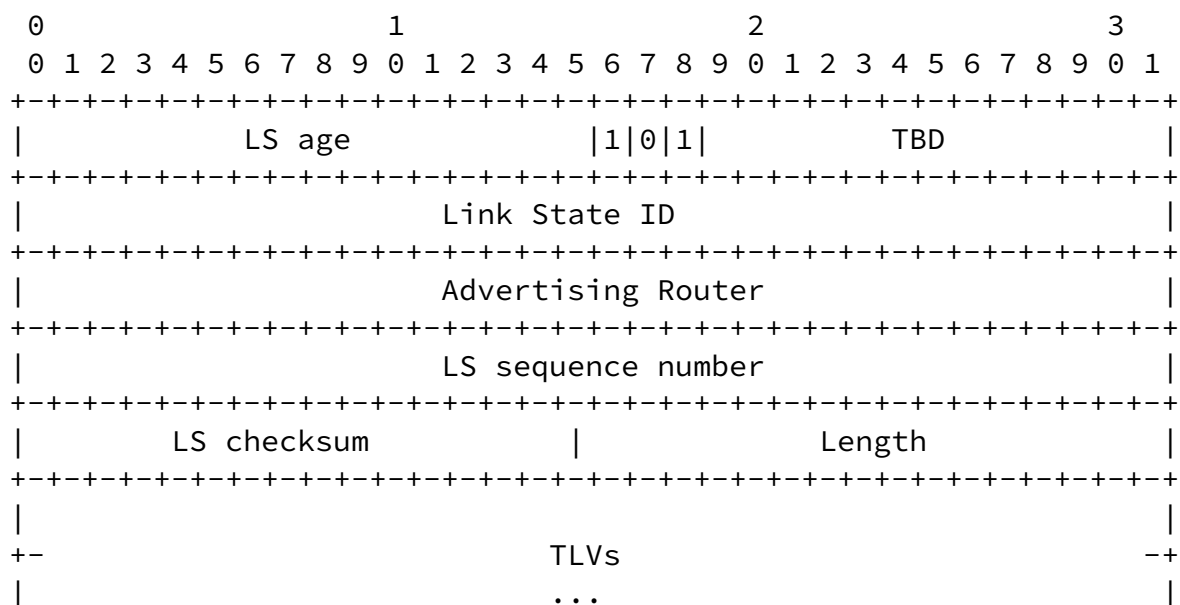 0                   1                   2                   3
 0 1 2 3 4 5 6 7 8 9 0 1 2 3 4 5 6 7 8 9 0 1 2 3 4 5 6 7 8 9 0 1
+-+-+-+-+-+-+-+-+-+-+-+-+-+-+-+-+-+-+-+-+-+-+-+-+-+-+-+-+-+-+-+-+
|            LS age             |1|0|1|          TBD            |
+-+-+-+-+-+-+-+-+-+-+-+-+-+-+-+-+-+-+-+-+-+-+-+-+-+-+-+-+-+-+-+-+
|                       Link State ID                           |
+-+-+-+-+-+-+-+-+-+-+-+-+-+-+-+-+-+-+-+-+-+-+-+-+-+-+-+-+-+-+-+-+
|                       Advertising Router                      |
+-+-+-+-+-+-+-+-+-+-+-+-+-+-+-+-+-+-+-+-+-+-+-+-+-+-+-+-+-+-+-+-+
|                       LS sequence number                      |
+-+-+-+-+-+-+-+-+-+-+-+-+-+-+-+-+-+-+-+-+-+-+-+-+-+-+-+-+-+-+-+-+
|        LS checksum           |             Length             |
+-+-+-+-+-+-+-+-+-+-+-+-+-+-+-+-+-+-+-+-+-+-+-+-+-+-+-+-+-+-+-+-+
|                                                               |
+-                            TLVs                             -+
|                             ...                               |